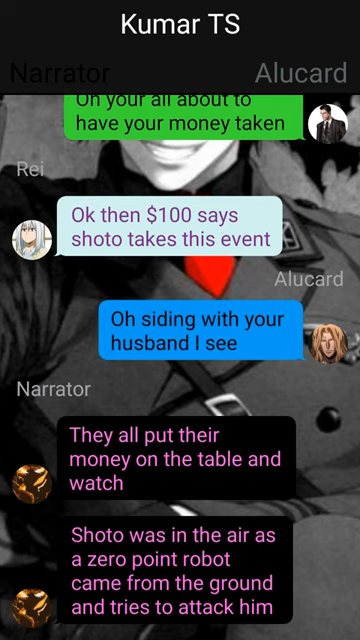 Kumar TS
Narrator
Alucard
Oh your all about to
have your money taken
Rei
Ok then $100 says
shoto takes this event
Alucard
Oh siding with your
husband I see
Narrator
They all put their
money on the table and
watch
Shoto was in the air as
a zero point robot
came from the ground
and tries to attack him